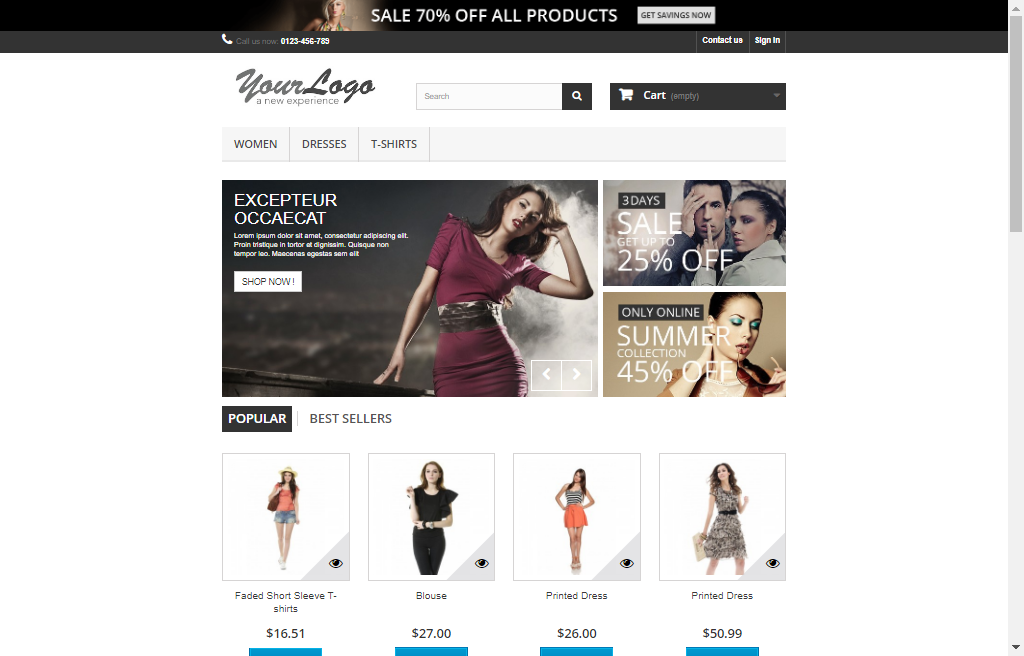 SALE 70% OFF ALL PRODUCTS
GET SAVINGS NOW
Call us now: 0123-456-789
Contact us
Sign in
YourLogo
a new experience
Search
Cart (empty)
WOMEN
DRESSES
T-SHIRTS
EXCEPTEUR
OCCAECAT
Lorem ipsum dolor sit amet, consectetur adipiscing elit.
Proin tristique in tortor et dignissim. Quisque non
tempor leo. Maecenas egestas sem elit
SHOP NOW !
3 DAYS
SALE
GET UP TO
25% OFF
ONLY ONLINE
SUMMER
COLLECTION
45% OFF
POPULAR
BEST SELLERS
Faded Short Sleeve T-
shirts
$16.51
Blouse
$27.00
Printed Dress
$26.00
Printed Dress
$50.99